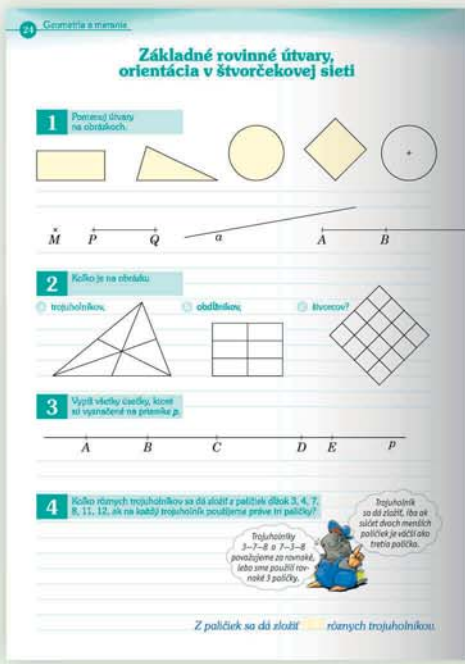 24 Geometria a meranie
Základné rovinné útvary,
orientácia v štvorčekovej sieti
1 Pomenuj útvary
na obrázkoch.
M P Q a A B
2 Koľko je na obrázku
a trojuholníkov, b obdĺžnikov, c štvorcov?
3 Vypíš všetky úsečky, ktoré
sú vyznačené na priamke p.
A B C D E p
4 Koľko rôznych trojuholníkov sa dá zložiť z paličiek dĺžok 3, 4, 7,
8, 11, 12, ak na každý trojuholník použijeme práve tri paličky?
Trojuholník
sa dá zložiť, iba ak
súčet dvoch menších
paličiek je väčší ako
tretia palička.
Trojuholníky
3–7–8 a 7–3–8
považujeme za rovnaké,
lebo sme použili rov-
naké 3 paličky.
Z paličiek sa dá zložiť rôznych trojuholníkov.